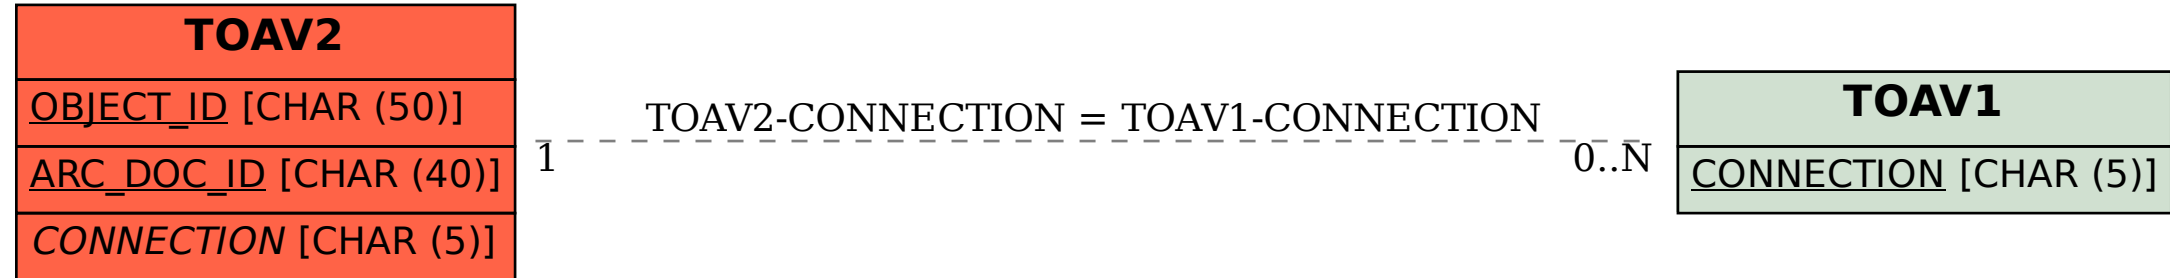 TOAV2
OBJECT_ID [CHAR (50)]
ARC_DOC_ID [CHAR (40)]
CONNECTION [CHAR (5)]
TOAV2-CONNECTION = TOAV1-CONNECTION
1
0..N
TOAV1
CONNECTION [CHAR (5)]